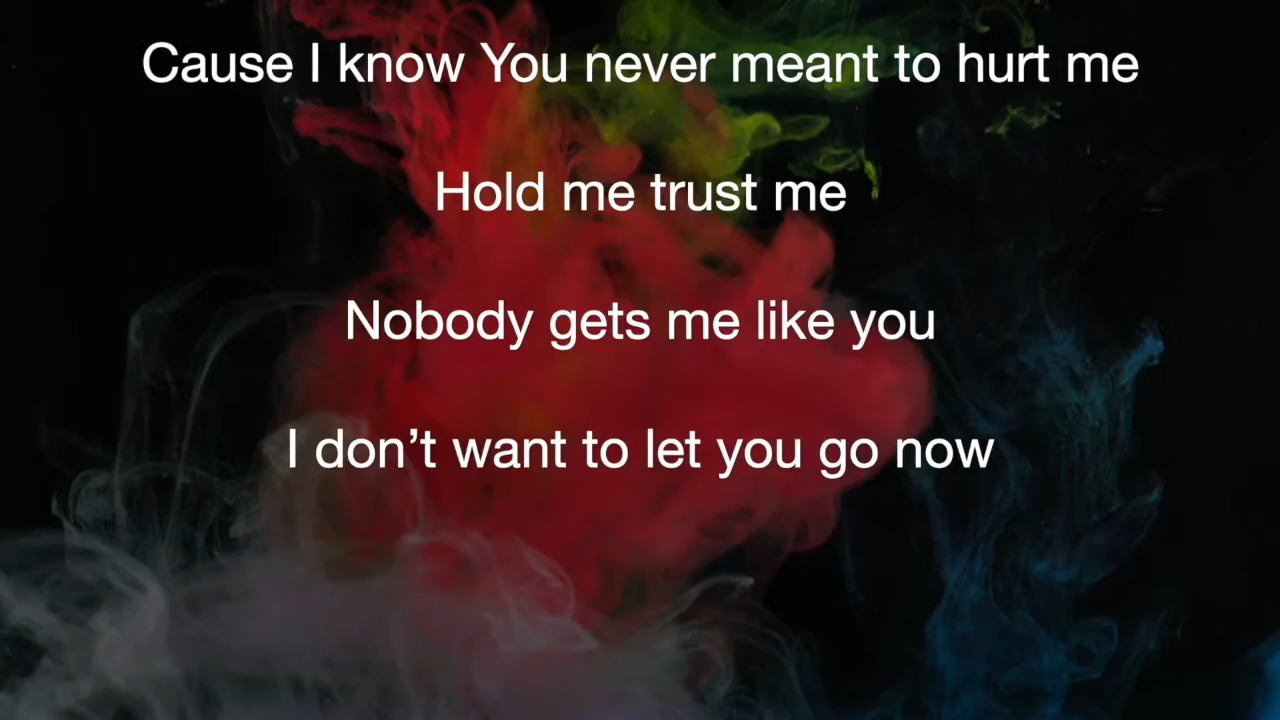 Cause I know You never meant to hurt me
Hold me trust me
Nobody gets me like you
I don’t want to let you go now